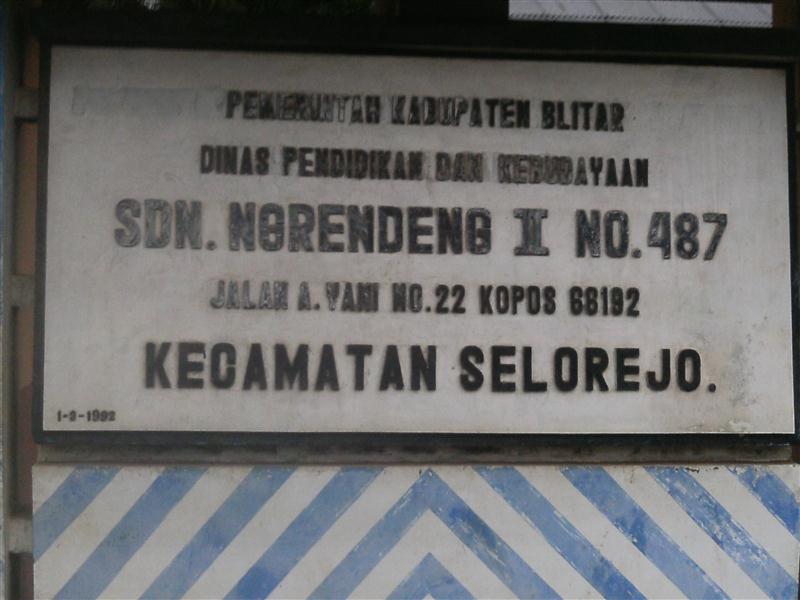 PEMERINTAH KABUPATEN BLITAR
DINAS PENDIDIKAN DAN KEBUDAYAAN
SDN. NGRENDENG II NO.487
JALAN A. YANI NO.22 KOPOS 66192
KECAMATAN SELOREJO.
1-2-1992